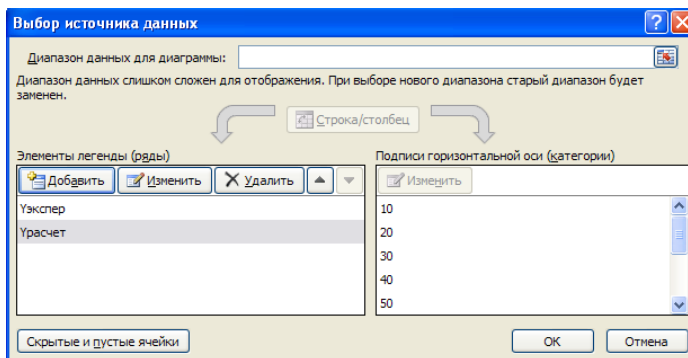 Выбор источника данных
Диапазон данных для диаграммы:
Диапазон данных слишком сложен для отображения. При выборе нового диапазона старый диапазон будет
заменен.
Строка/столбец
Элементы легенды (ряды)
Подписи горизонтальной оси (категории)
Добавить Изменить Удалить
Изменить
Yэкспер
Yрасчет
10
20
30
40
50
Скрытые и пустые ячейки
ОК Отмена